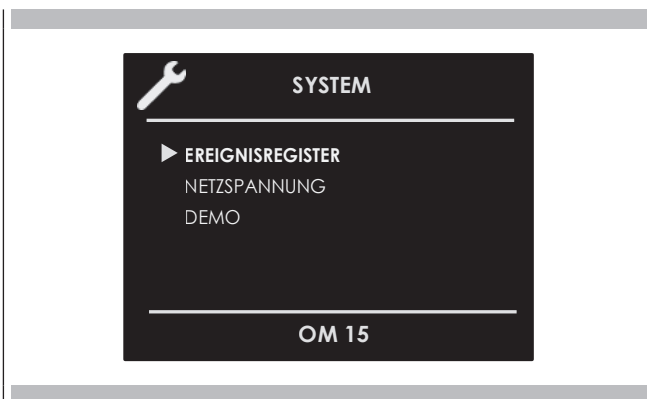 SYSTEM
EREIGNISREGISTER
NETZSPANNUNG
DEMO
OM 15